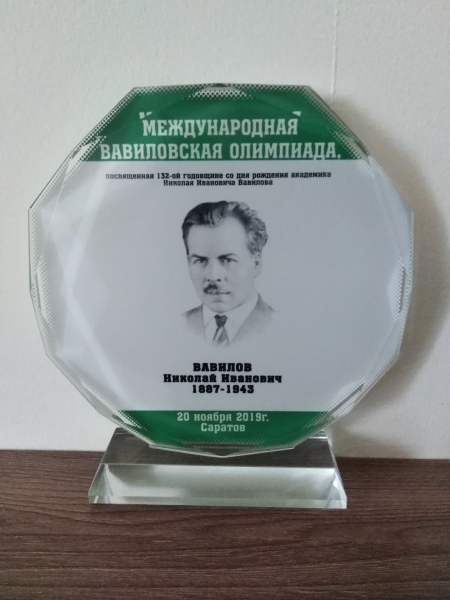 МЕЖДУНАРОДНАЯ
ВАВИЛОВСКАЯ ОЛИМПИАДА,
посвященная 132-ой годовщине со дня рождения академика
Николая Ивановича Вавилова
ВАВИЛОВ
Николай Иванович
1887-1943
20 ноября 2019г.
Саратов